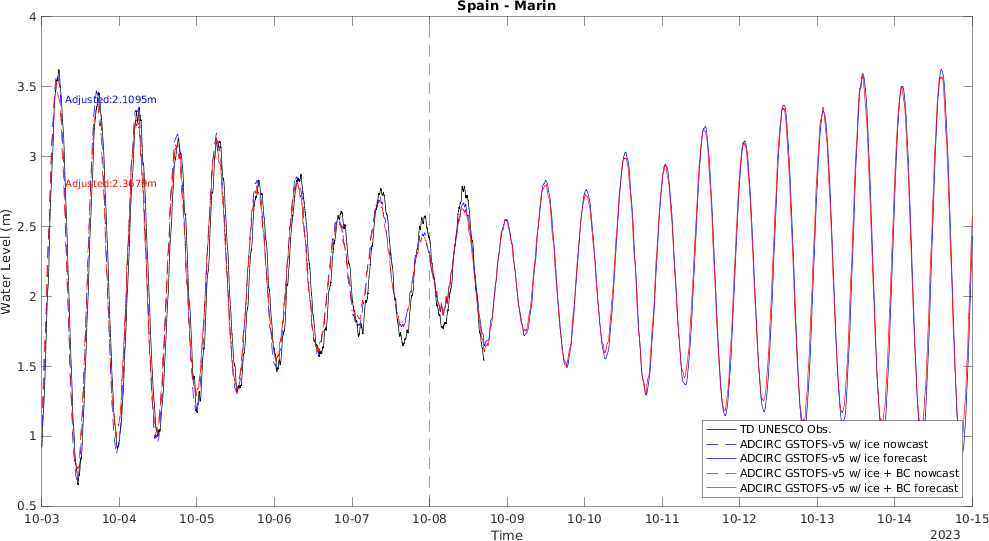 Spain - Marin
4
3.5
3
2.5
2
1.5
1
0.5
Water Level (m)
Adjusted:2.1095m
Adjusted:2.3679m
TD UNESCO Obs.
ADCIRC GSTOFS-v5 w/ ice nowcast
ADCIRC GSTOFS-v5 w/ ice forecast
ADCIRC GSTOFS-v5 w/ ice + BC nowcast
ADCIRC GSTOFS-v5 w/ ice + BC forecast
10-03 10-04 10-05 10-06 10-07 10-08 10-09 10-10 10-11 10-12 10-13 10-14 10-15
Time
2023